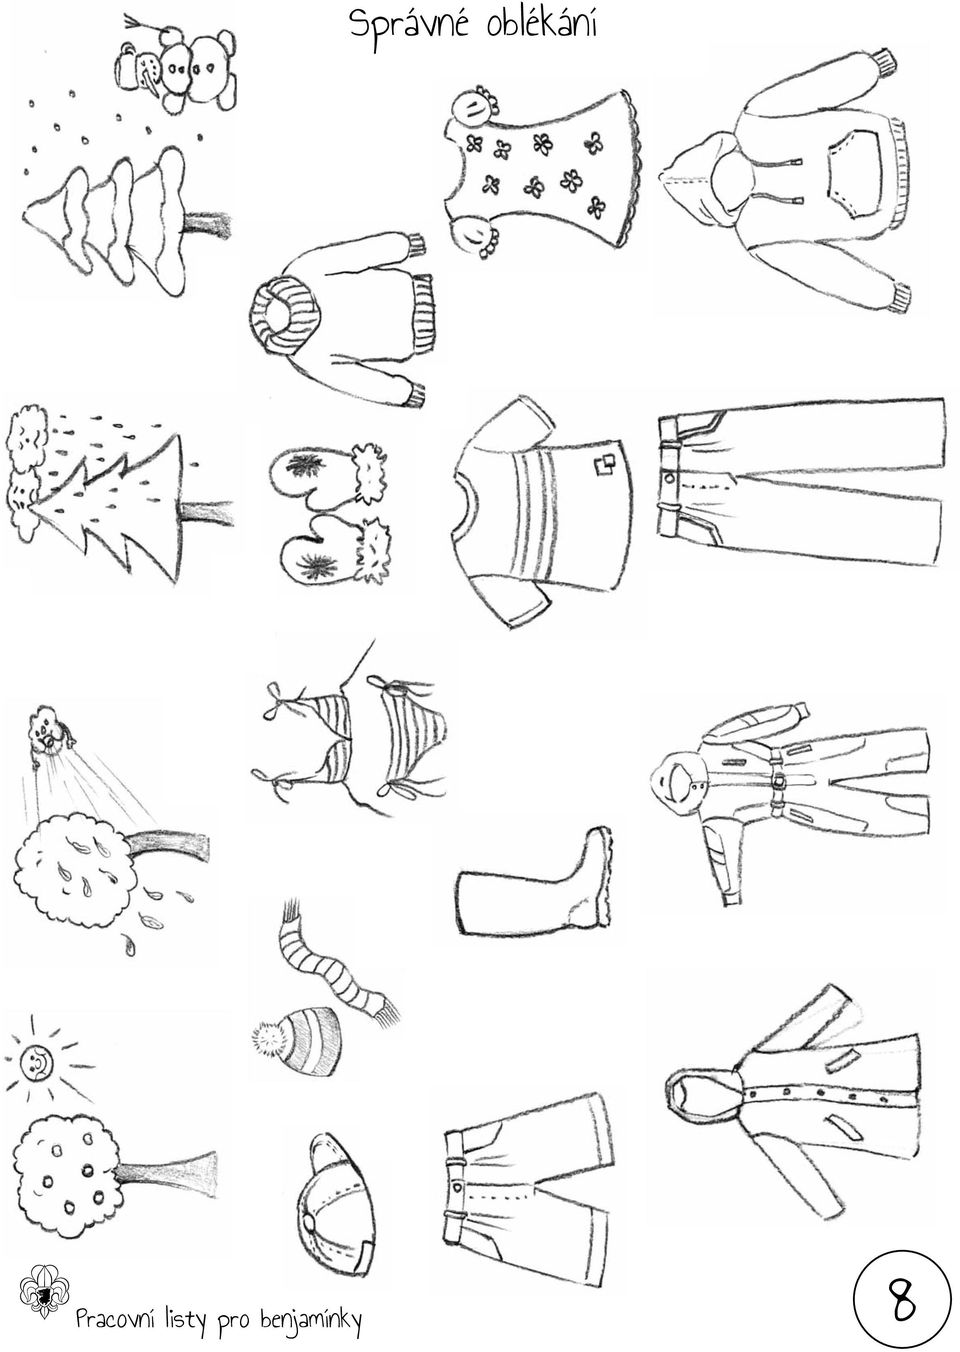 Správné oblékání
Pracovní listy pro benjamínky
8